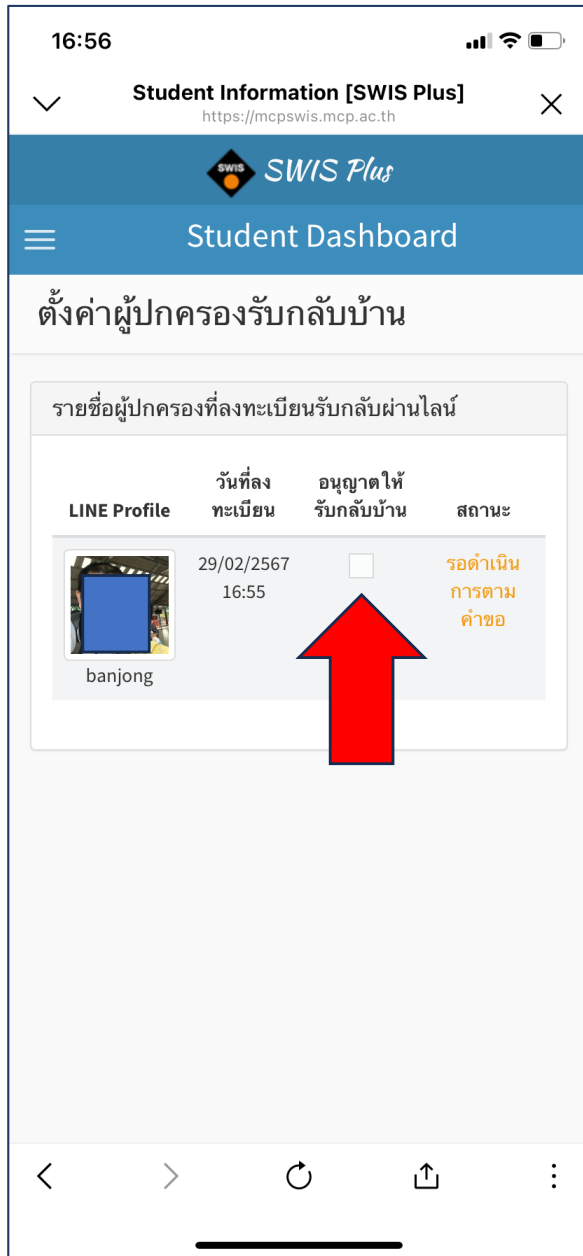 16:56
Student Information [SWIS Plus]
https://mcpswis.mcp.ac.th
SWIS
SWIS Plus
Student Dashboard
ตั้งค่าผู้ปกครองรับกลับบ้าน
รายชื่อผู้ปกครองที่ลงทะเบียนรับกลับผ่านไลน์
LINE Profile
วันที่ลง
ทะเบียน
อนุญาตให้
รับกลับบ้าน
สถานะ
banjong
29/02/2567
16:55
รอดำเนิน
การตาม
คำขอ